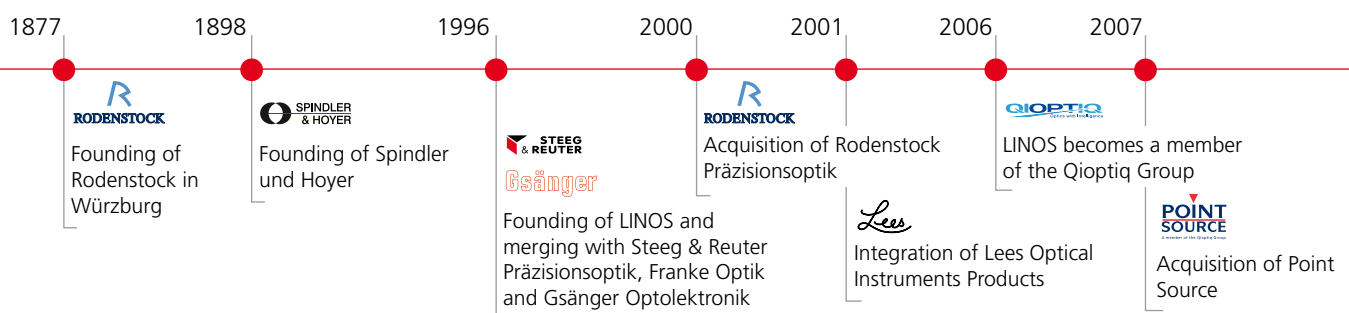 1877
1898
1996
2000
2001
2006
2007
RODENSTOCK
Founding of
Rodenstock in
Würzburg
SPINDLER
& HOYER
Founding of Spindler
und Hoyer
STEEG
& REUTER
Gsänger
Founding of LINOS and
merging with Steeg & Reuter
Präzisionsoptik, Franke Optik
and Gsänger Optolektronik
RODENSTOCK
Acquisition of Rodenstock
Präzisionsoptik
Lees
Integration of Lees Optical
Instruments Products
QIOPTIQ
Optics with Intelligence
LINOS becomes a member
of the Qioptiq Group
POINT
SOURCE
A member of the Qioptiq Group
Acquisition of Point
Source